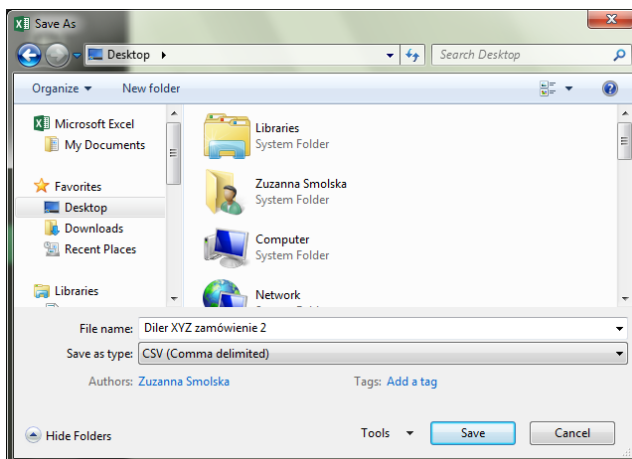 Save As
Desktop
Search Desktop
Organize
New folder
Microsoft Excel
My Documents
Favorites
Desktop
Downloads
Recent Places
Libraries
Libraries
System Folder
Zuzanna Smolska
System Folder
Computer
System Folder
Network
File name: Diler XYZ zamówienie 2
Save as type: CSV (Comma delimited)
Authors: Zuzanna Smolska
Tags: Add a tag
Hide Folders
Tools
Save
Cancel